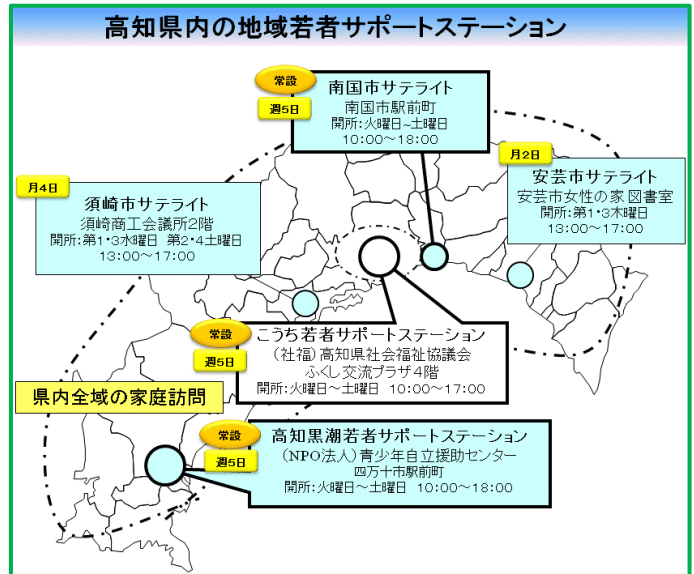 高知県内の地域若者サポートステーション
常設
週5日
南国市サテライト
南国市駅前町
開所:火曜日~土曜日
10:00～18:00
月2日
安芸市サテライト
安芸市女性の家図書室
開所:第1・3木曜日
13:00～17:00
月4日
須崎市サテライト
須崎商工会議所2階
開所:第1・3水曜日 第2・4土曜日
13:00～17:00
常設
週5日
こうち若者サポートステーション
(社福)高知県社会福祉協議会
ふくし交流プラザ4階
開所:火曜日～土曜日 10:00～17:00
県内全域の家庭訪問
常設
週5日
高知黒潮若者サポートステーション
(NPO法人)青少年自立援助センター
四万十市駅前町
開所:火曜日～土曜日 10:00～18:00